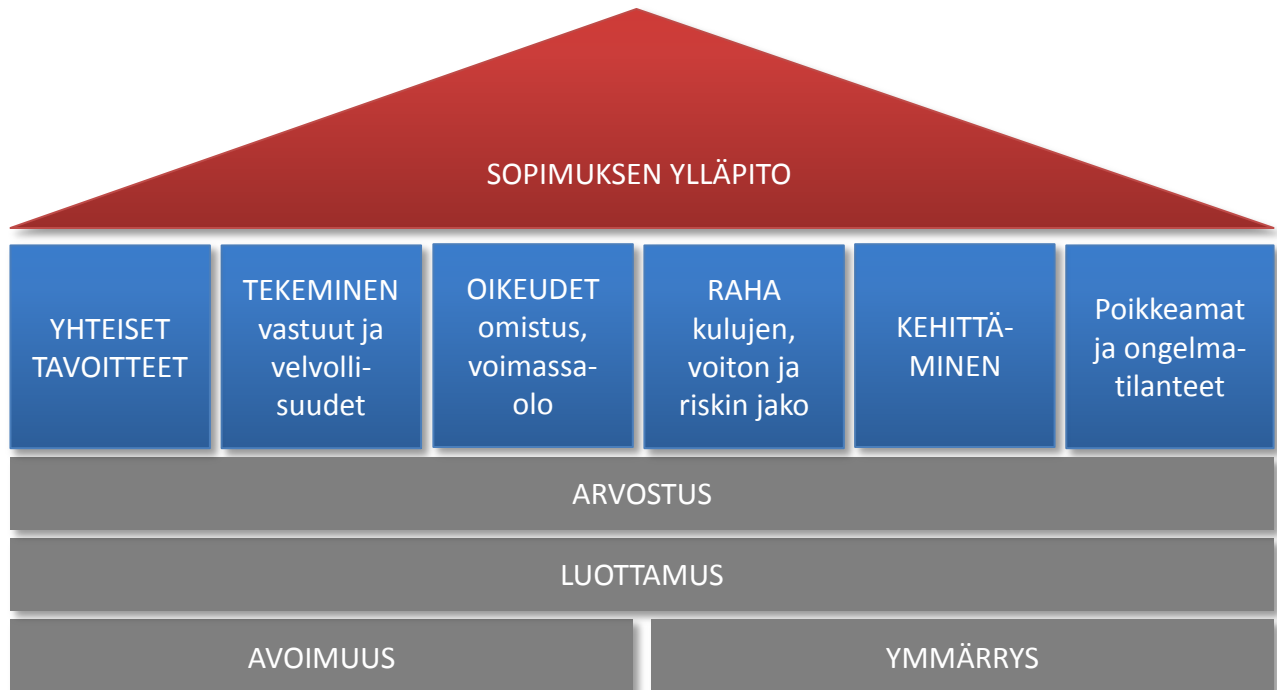 SOPIMUKSEN YLLÄPITO
YHTEISET
TAVOITTEET
TEKEMINEN
vastuut ja
velvolli-
suudet
OIKEUDET
omistus,
voimassa-
olo
RAHA
kulujen,
voiton ja
riskin jako
KEHITTÄ-
MINEN
Poikkeamat
ja ongelma-
tilanteet
ARVOSTUS
LUOTTAMUS
AVOIMUUS
YMMÄRRYS